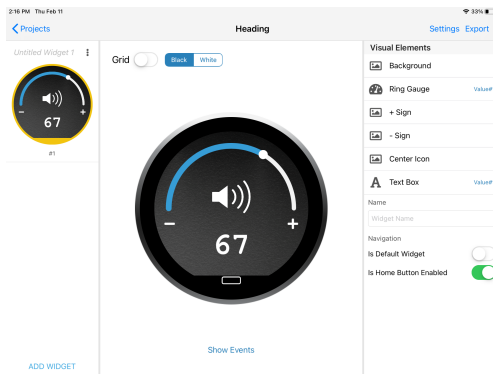 2:16 PM Thu Feb 11
33%
Projects
Heading
Settings Export
Untitled Widget 1
– +
67
#1
ADD WIDGET
Grid
Black White
– +
67
Show Events
Visual Elements
Background
Ring Gauge Value#
+ Sign
- Sign
Center Icon
A Text Box Value#
Name
Widget Name
Navigation
Is Default Widget
Is Home Button Enabled